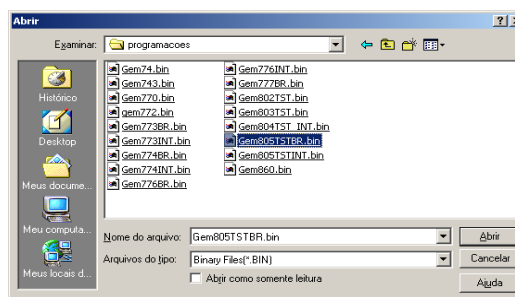 Abrir
Examinar: programacoes
Histórico
Desktop
Meus docume...
Meu computa...
Meus locais d...
Gem74.bin
Gem743.bin
Gem770.bin
gem772.bin
Gem773BR.bin
Gem773INT.bin
Gem774BR.bin
Gem774INT.bin
Gem776BR.bin
Gem776INT.bin
Gem777BR.bin
Gem802TST.bin
Gem803TST.bin
Gem804TST_INT.bin
Gem805TSTBR.bin
Gem805TSTINT.bin
Gem860.bin
Nome do arquivo: Gem805TSTBR.bin Abrir
Arquivos do tipo: Binary Files(*.BIN) Cancelar
Abrir como somente leitura Ajuda